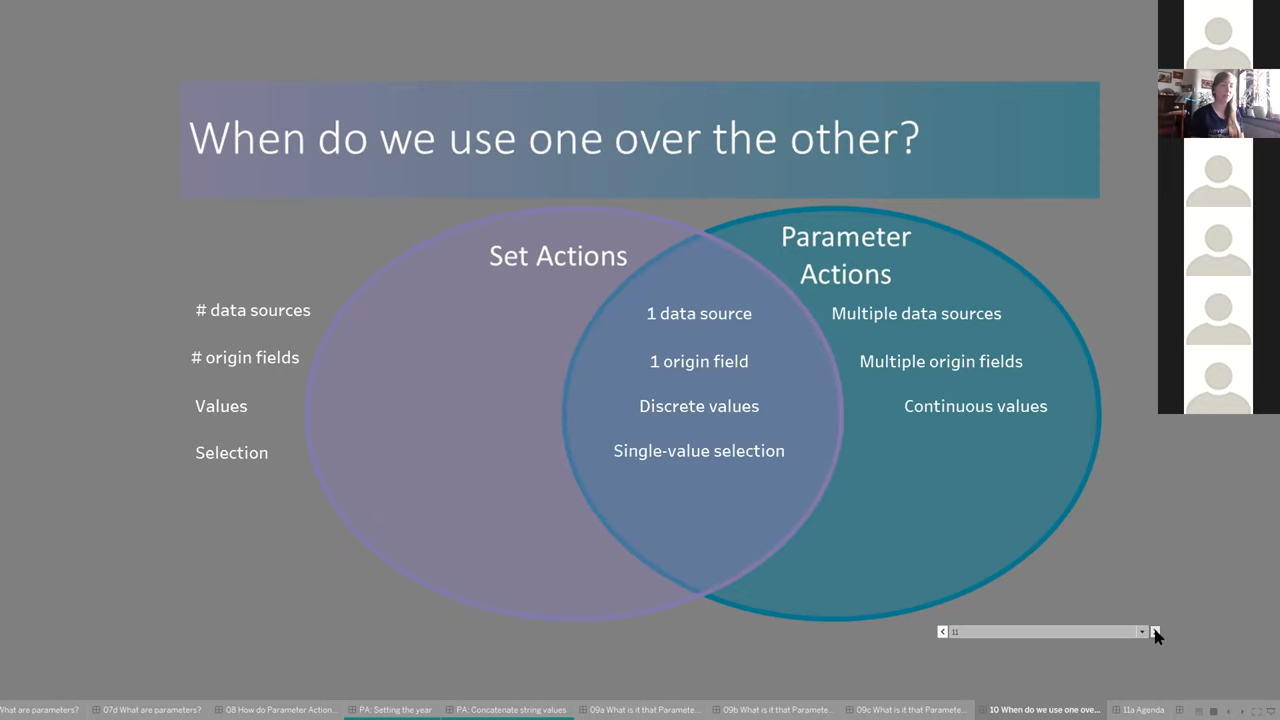 When do we use one over the other?
Set Actions
Parameter
Actions
# data sources
1 data source
Multiple data sources
# origin fields
1 origin field
Multiple origin fields
Values
Discrete values
Continuous values
Selection
Single-value selection
11
What are parameters?
07d What are parameters?
08 How do Parameter Action...
PA: Setting the year
PA: Concatenate string values
09a What is it that Paramete...
09b What is it that Paramete...
09c What is it that Paramete...
10 When do we use one ove...
11a Agenda